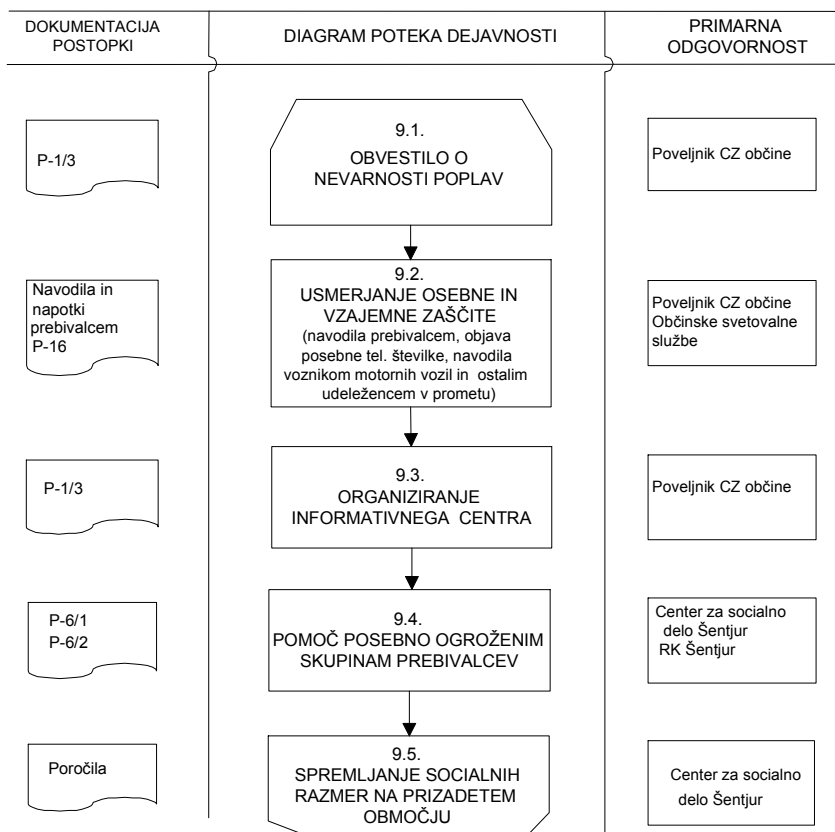 DOKUMENTACIJA
POSTOPKI
DIAGRAM POTEKA DEJAVNOSTI
PRIMARNA
ODGOVORNOST
P-1/3
9.1.
OBVESTILO O
NEVARNOSTI POPLAV
Poveljnik CZ občine
Navodila in
napotki
prebivalcem
P-16
9.2.
USMERJANJE OSEBNE IN
VZAJEMNE ZAŠČITE
(navodila prebivalcem, objava
posebne tel. številke, navodila
voznikom motornih vozil in ostalim
udeležencem v prometu)
Poveljnik CZ občine
Občinske svetovalne
službe
P-1/3
9.3.
ORGANIZIRANJE
INFORMATIVNEGA CENTRA
Poveljnik CZ občine
P-6/1
P-6/2
9.4.
POMOČ POSEBNO OGROŽENIM
SKUPINAM PREBIVALCEV
Center za socialno
delo Šentjur
RK Šentjur
Poročila
9.5.
SPREMLJANJE SOCIALNIH
RAZMER NA PRIZADETEM
OBMOČJU
Center za socialno
delo Šentjur